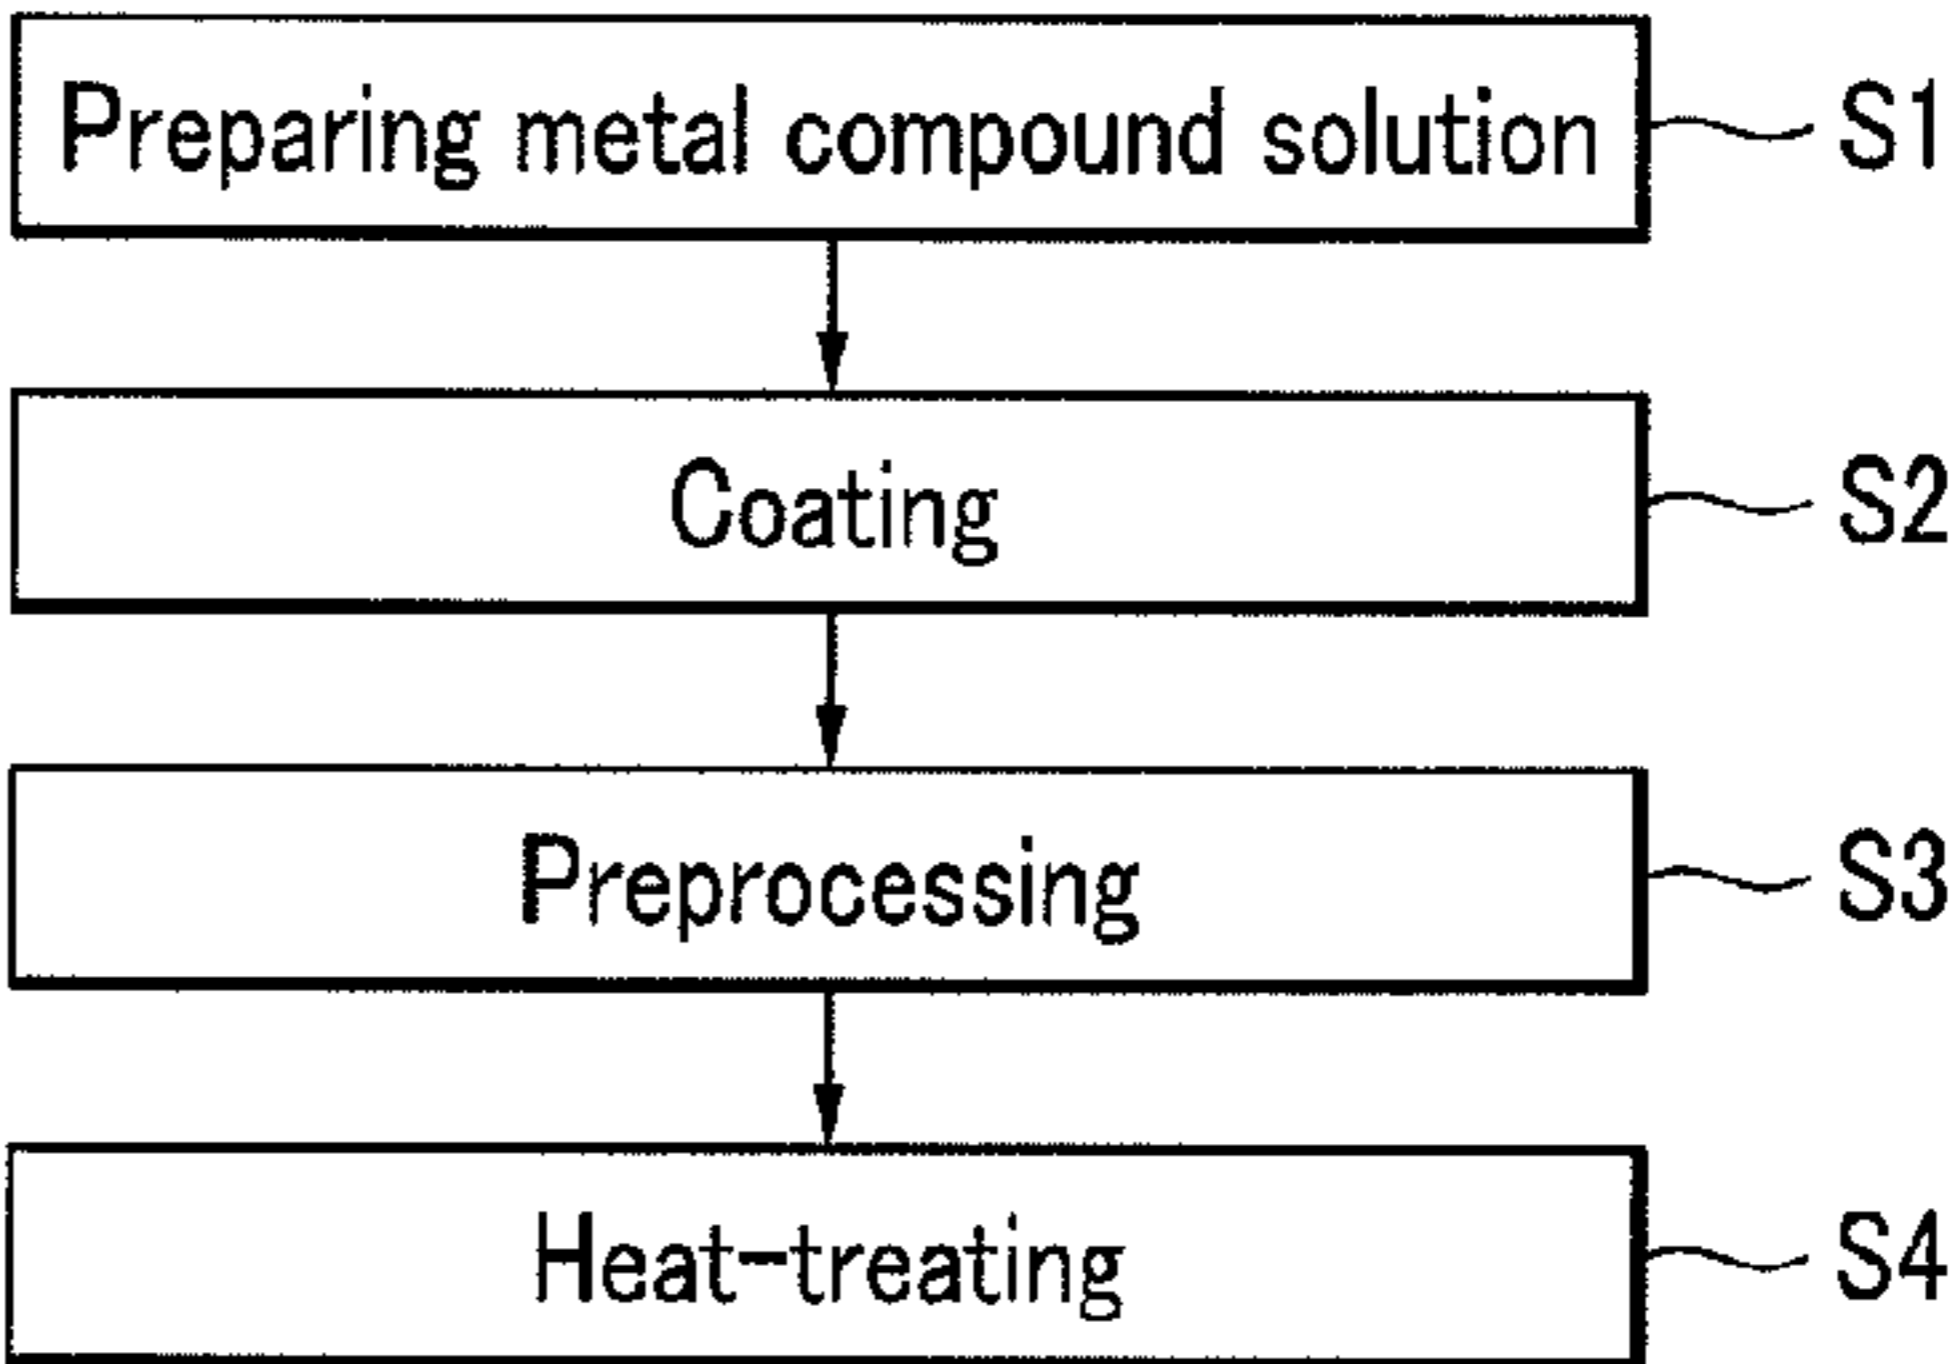 Preparing metal compound solution S1
Coating S2
Preprocessing S3
Heat-treating S4